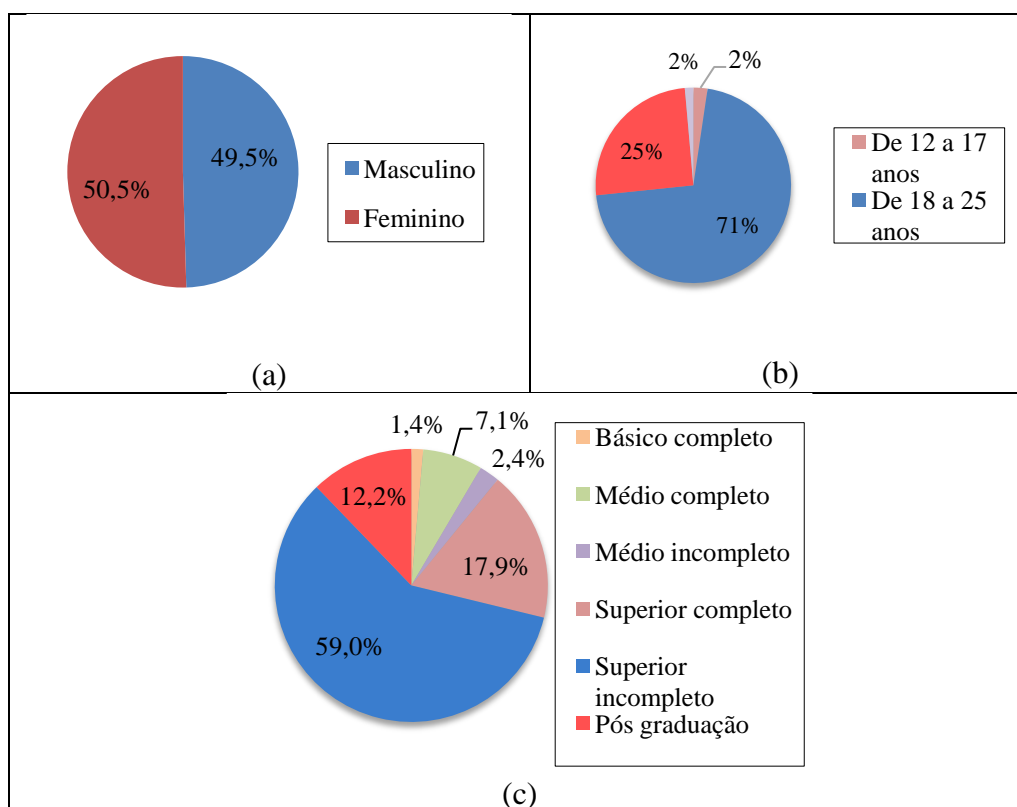 49,5%
50,5%
Masculino
Feminino
(a)
2%
2%
25%
71%
De 12 a 17
anos
De 18 a 25
anos
(b)
1,4%
7,1%
2,4%
12,2%
17,9%
59,0%
Básico completo
Médio completo
Médio incompleto
Superior completo
Superior
incompleto
Pós graduação
(c)